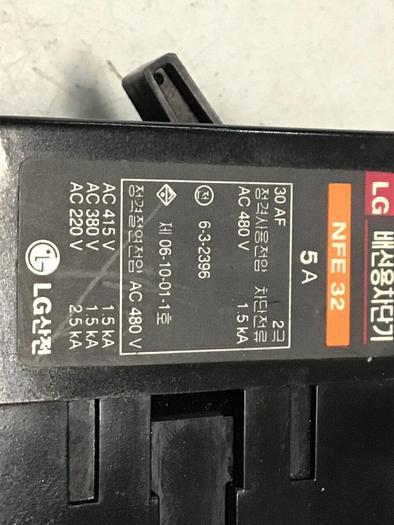 LG 배선용차단기
NFE 32
5 A
30 AF 2극
정격사용전압 차단전류
AC 480 V 1.5 kA
전 6-3-2396
제 06-10-01-1호
정격절연전압 AC 480 V
AC 415 V 1.5 kA
AC 380 V 1.5 kA
AC 220 V 2.5 kA
LG산전